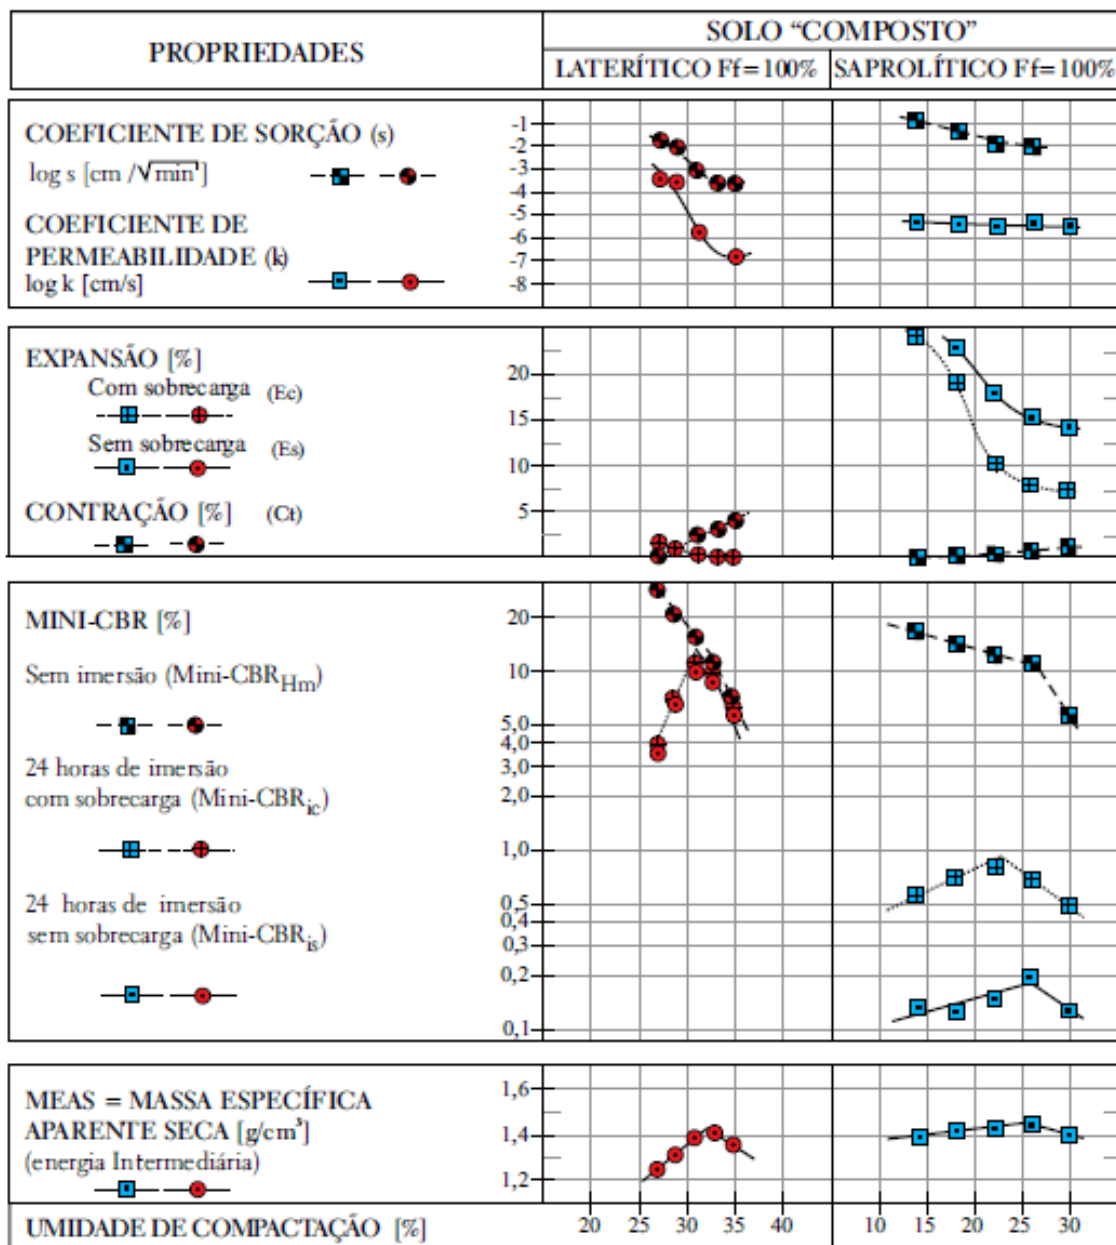 PROPRIEDADES
SOLO “COMPOSTO”
LATERÍTICO Ff=100%
SAPROLÍTICO Ff=100%
COEFICIENTE DE SORÇÃO (s)
log s [cm /√min']
COEFICIENTE DE
PERMEABILIDADE (k)
log k [cm/s]
-1
-2
-3
-4
-5
-6
-7
-8
EXPANSÃO [%]
Com sobrecarga (Ec)
Sem sobrecarga (Es)
CONTRAÇÃO [%] (Ct)
20
15
10
5
MINI-CBR [%]
Sem imersão (Mini-CBRHm)
24 horas de imersão
com sobrecarga (Mini-CBRic)
24 horas de imersão
sem sobrecarga (Mini-CBRis)
20
10
5,0
4,0
3,0
2,0
1,0
0,5
0,4
0,3
0,2
0,1
MEAS = MASSA ESPECÍFICA
APARENTE SECA [g/cm³]
(energia Intermediária)
1,6
1,4
1,2
UMIDADE DE COMPACTAÇÃO [%]
20 25 30 35 40
10 15 20 25 30